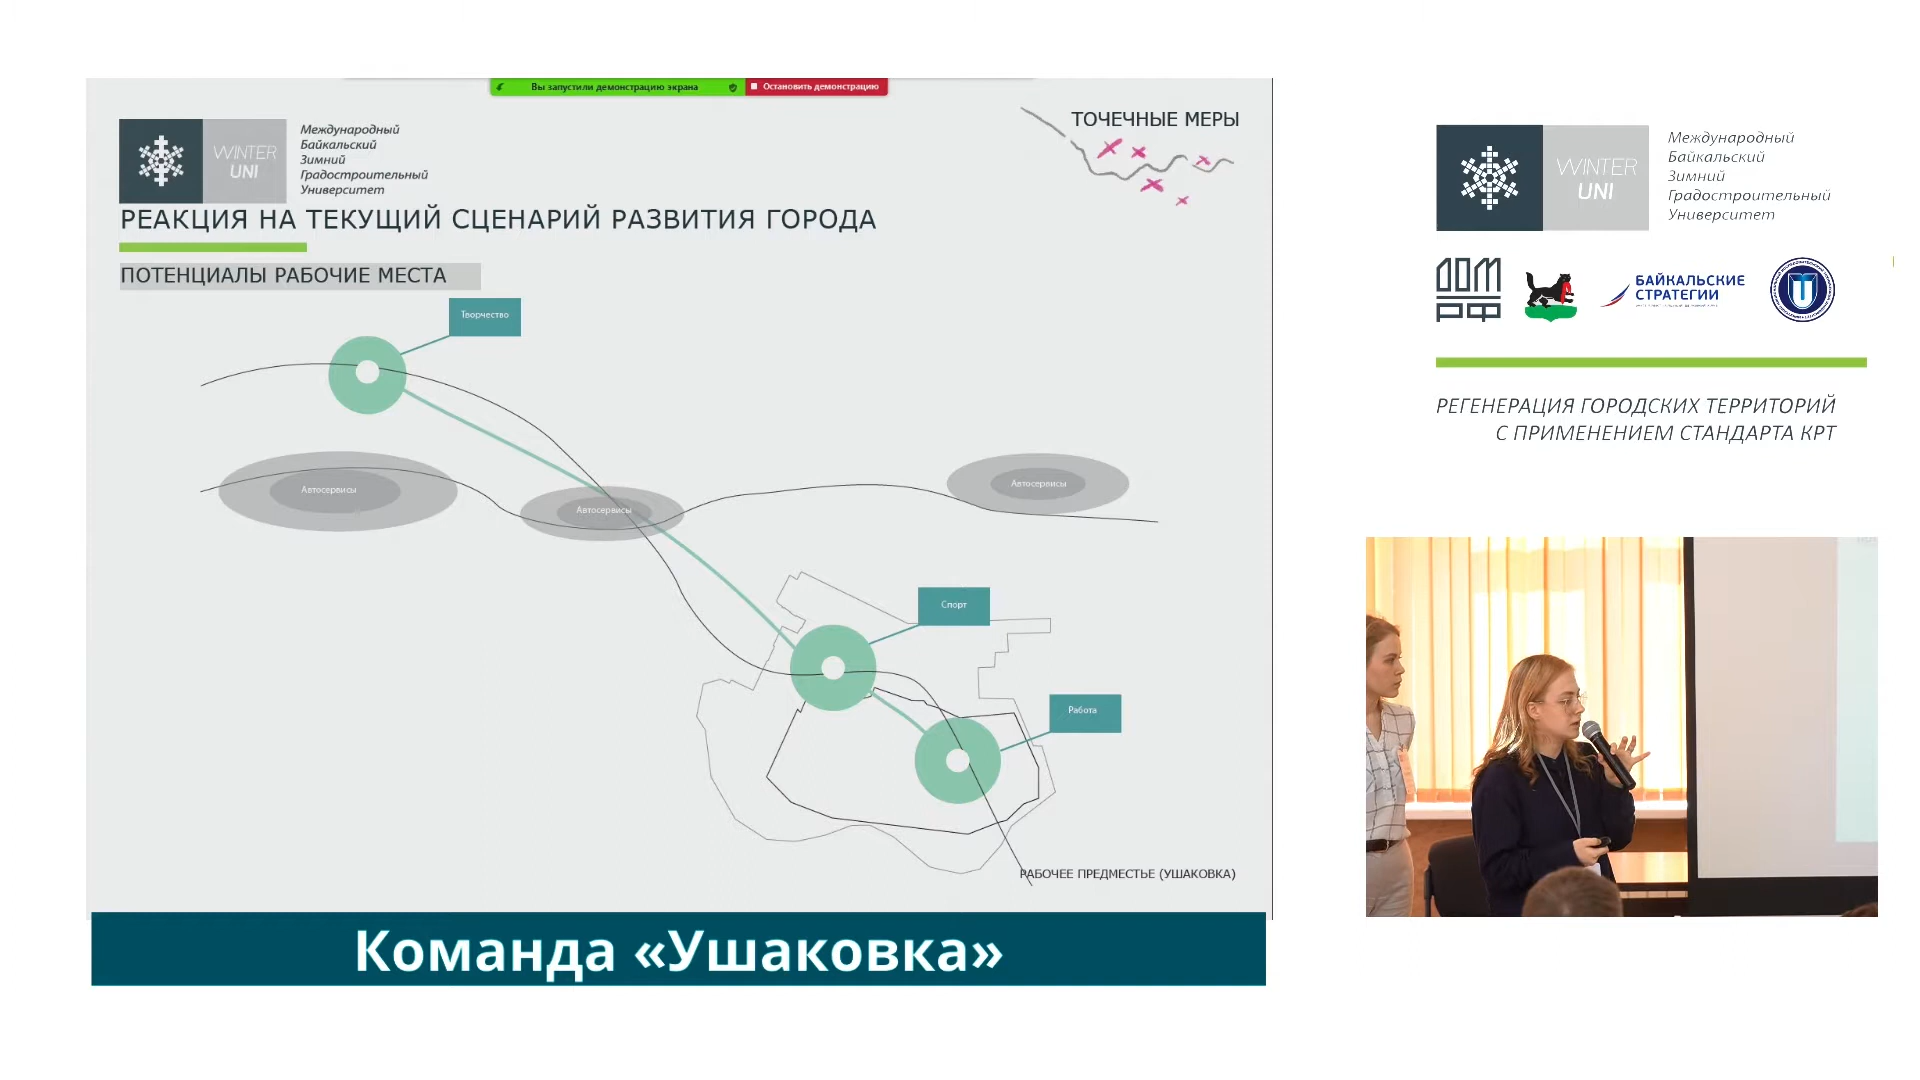 Вы запустили демонстрацию экрана
Остановить демонстрацию
WINTER
UNI
Международный
Байкальский
Зимний
Градостроительный
Университет
ТОЧЕЧНЫЕ МЕРЫ
РЕАКЦИЯ НА ТЕКУЩИЙ СЦЕНАРИЙ РАЗВИТИЯ ГОРОДА
ПОТЕНЦИАЛЫ РАБОЧИЕ МЕСТА
Творчество
Автосервисы
Автосервисы
Автосервисы
Спорт
Работа
РАБОЧЕЕ ПРЕДМЕСТЬЕ (УШАКОВКА)
Команда «Ушаковка»
WINTER
UNI
Международный
Байкальский
Зимний
Градостроительный
Университет
ДОМ
РФ
БАЙКАЛЬСКИЕ
СТРАТЕГИИ
РЕГЕНЕРАЦИЯ ГОРОДСКИХ ТЕРРИТОРИЙ
С ПРИМЕНЕНИЕМ СТАНДАРТА КРТ